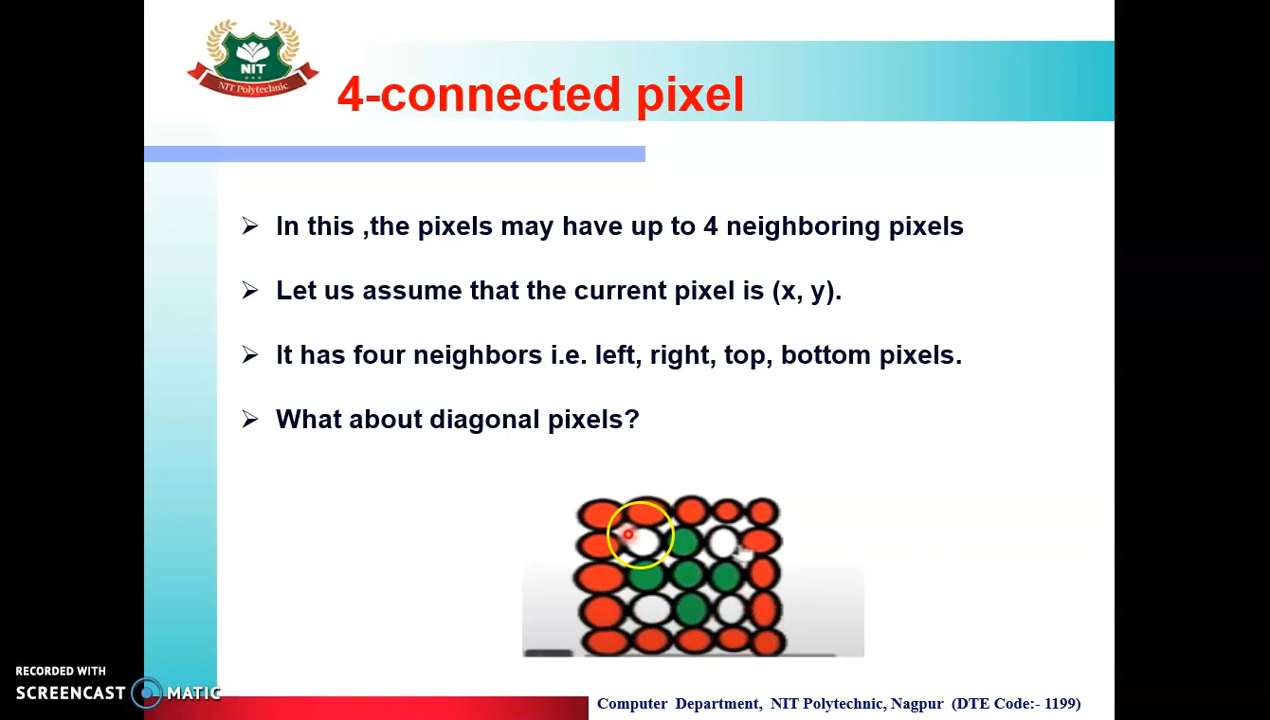 NIT
NIT Polytechnic
4-connected pixel
In this ,the pixels may have up to 4 neighboring pixels
Let us assume that the current pixel is (x, y).
It has four neighbors i.e. left, right, top, bottom pixels.
What about diagonal pixels?
RECORDED WITH
SCREENCAST MATIC
Computer Department, NIT Polytechnic, Nagpur (DTE Code:- 1199)